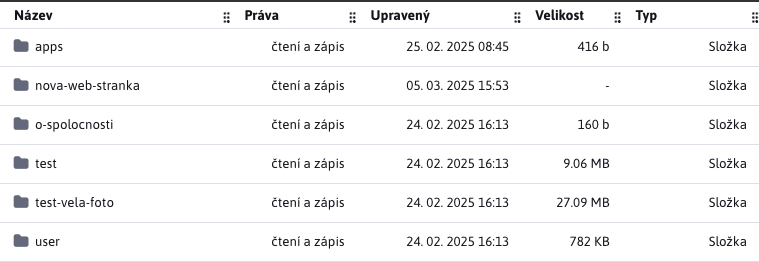 Název Práva Upravený Velikost Typ
apps čtení a zápis 25. 02. 2025 08:45 416 b Složka
nova-web-stranka čtení a zápis 05. 03. 2025 15:53 - Složka
o-spolocnosti čtení a zápis 24. 02. 2025 16:13 160 b Složka
test čtení a zápis 24. 02. 2025 16:13 9.06 MB Složka
test-vela-foto čtení a zápis 24. 02. 2025 16:13 27.09 MB Složka
user čtení a zápis 24. 02. 2025 16:13 782 KB Složka